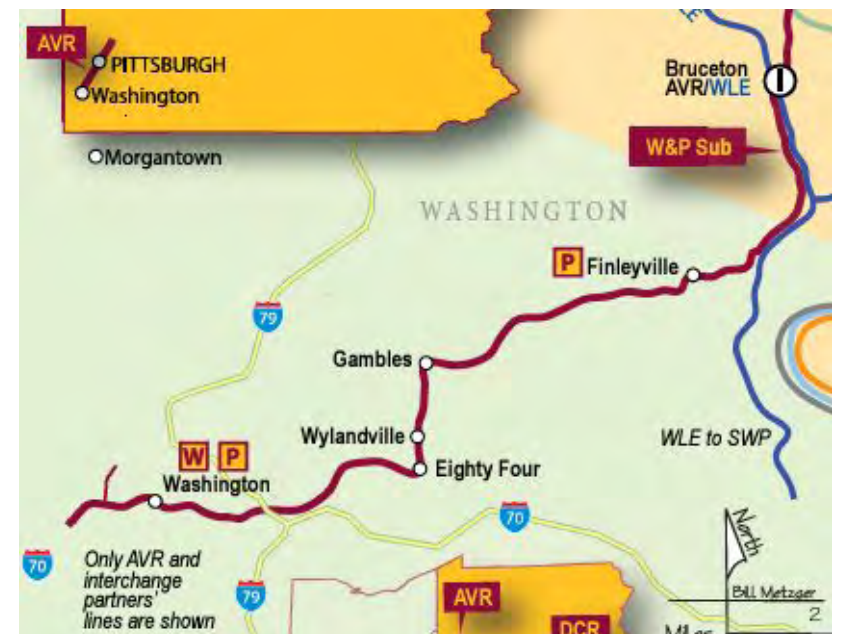 AVR
PITTSBURGH
Washington
Morgantown
Bruceton
AVR/WLE
I
W&P Sub
WASHINGTON
P Finleyville
79
Gambles
Wylandville
WLE to SWP
W P
Washington
Eighty Four
70
North
70
Only AVR and
interchange
partners'
lines are shown
79
AVR
DCR
Bill Metzger
2
Miles